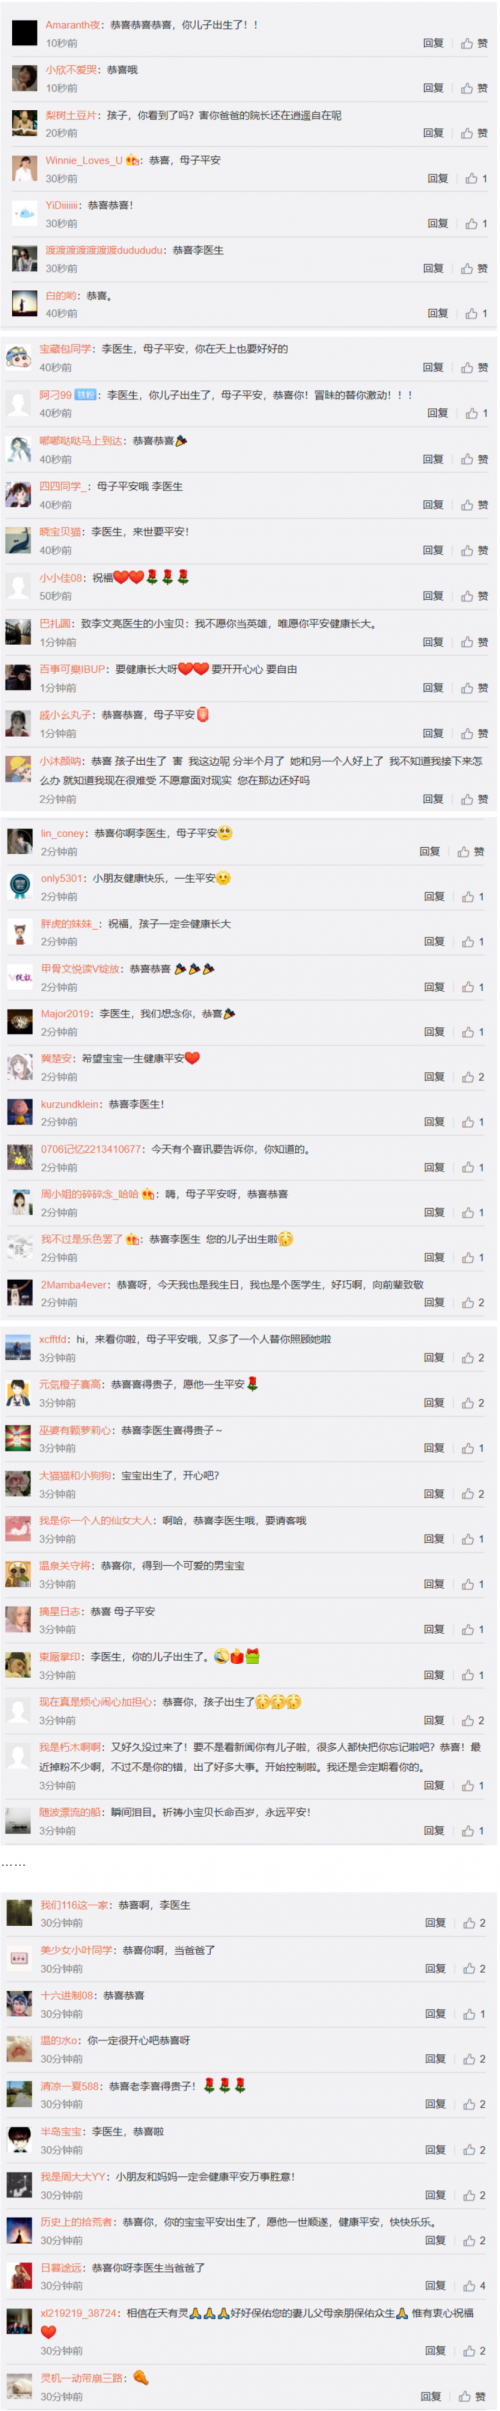 Amaranth夜：恭喜恭喜恭喜，你儿子出生了！！
10秒前 回复 赞
小欣不爱哭：恭喜哦
10秒前 回复 赞
梨树土豆片：孩子，你看到了吗？害你爸爸的院长还在逍遥自在呢
20秒前 回复 赞
Winnie_Loves_U：恭喜，母子平安
30秒前 回复 1
YiDiiiiiii：恭喜恭喜！
30秒前 回复 1
渡渡渡渡渡渡渡dudududu：恭喜李医生
30秒前 回复 赞
白的哟：恭喜。
40秒前 回复 1
宝藏包同学：李医生，母子平安，你在天上也要好好的
40秒前 回复 赞
阿刁99：李医生，你儿子出生了，母子平安，恭喜你！冒昧的替你激动！！！
40秒前 回复 1
嘟嘟哒哒马上到达：恭喜恭喜🎉
40秒前 回复 赞
四四同学_：母子平安哦 李医生
40秒前 回复 赞
晓宝贝猫：李医生，来世要平安！
40秒前 回复 赞
小小佳08：祝福❤️❤️🌹🌹🌹
50秒前 回复 赞
巴扎圆：致李文亮医生的小宝贝：我不愿你当英雄，唯愿你平安健康长大。
1分钟前 回复 赞
百事可樂IBUP：要健康长大呀❤️❤️ 要开开心心 要自由
1分钟前 回复 赞
戚小幺丸子：恭喜恭喜，母子平安
1分钟前 回复 赞
小沐颜呐：恭喜 孩子出生了 害 我这边呢 分半个月了 她和另一个人好上了 我不知道我接下来怎
么办 就知道我现在很难受 不愿意面对现实 您在那边还好吗
2分钟前 回复 赞
lin_coney：恭喜你啊李医生，母子平安🥺
2分钟前 回复 赞
only5301：小朋友健康快乐，一生平安
2分钟前 回复 1
胖虎的妹妹_：祝福，孩子一定会健康长大
2分钟前 回复 1
甲骨文悦读V绽放：恭喜恭喜 🎉🎉🎉
2分钟前 回复 1
Major2019：李医生，我们想念你，恭喜🎉
2分钟前 回复 1
冀楚安：希望宝宝一生健康平安❤️
2分钟前 回复 2
kurzundklein：恭喜李医生！
2分钟前 回复 1
0706记忆2213410677：今天有个喜讯要告诉你，你知道的。
2分钟前 回复 1
周小姐的碎碎念_哈哈：嗨，母子平安呀，恭喜恭喜
2分钟前 回复 1
我不过是乐色罢了：恭喜李医生 您的儿子出生啦
2分钟前 回复 1
2Mamba4ever：恭喜呀，今天我也是我生日，我也是个医学生，好巧啊，向前辈致敬
2分钟前 回复 2
xcfftfd：hi，来看你啦，母子平安哦，又多了一个人替你照顾她啦
3分钟前 回复 2
元気橙子賽高：恭喜喜得贵子，愿他一生平安🌹
3分钟前 回复 2
巫婆有颗萝莉心：恭喜李医生喜得贵子～
3分钟前 回复 1
大猫猫和小狗狗：宝宝出生了，开心吧？
3分钟前 回复 2
我是你一个人的仙女大人：啊哈，恭喜李医生哦，要请客哦
3分钟前 回复 1
温泉关守将：恭喜你，得到一个可爱的男宝宝
3分钟前 回复 1
摘星日志：恭喜 母子平安
3分钟前 回复 1
東厰掌印：李医生，你的儿子出生了。
3分钟前 回复 1
现在真是烦心闹心加担心：恭喜你，孩子出生了
3分钟前 回复 2
我是朽木啊啊：又好久没过来了！要不是看新闻你有儿子啦，很多人都快把你忘记啦吧？恭喜！最
近掉粉不少啊，不过不是你的错，出了好多大事。开始控制啦。我还是会定期看你的。
3分钟前 回复 1
随波漂流的船：瞬间泪目。祈祷小宝贝长命百岁，永远平安！
3分钟前 回复 1
……
我们116这一家：恭喜啊，李医生
30分钟前 回复 2
美少女小叶同学：恭喜你啊，当爸爸了
30分钟前 回复 2
十六进制08：恭喜恭喜
30分钟前 回复 1
温的水o：你一定很开心吧恭喜呀
30分钟前 回复 2
清凉一夏588：恭喜老李喜得贵子！🌹🌹🌹
30分钟前 回复 2
半岛宝宝：李医生，恭喜啦
30分钟前 回复 2
我是周大大YY：小朋友和妈妈一定会健康平安万事胜意！
30分钟前 回复 2
历史上的拾荒者：恭喜你，你的宝宝平安出生了，愿他一世顺遂，健康平安，快快乐乐。
30分钟前 回复 2
日暮途远：恭喜你呀李医生当爸爸了
30分钟前 回复 4
xl219219_38724：相信在天有灵🙏🙏🙏好好保佑您的妻儿父母亲朋保佑众生🙏 惟有衷心祝福
❤️
30分钟前 回复 2
灵机一动带崩三路：🍗
30分钟前 回复 赞